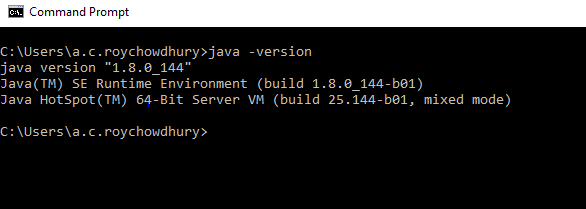 Command Prompt
C:\Users\a.c.roychowdhury>java -version
java version "1.8.0_144"
Java(TM) SE Runtime Environment (build 1.8.0_144-b01)
Java HotSpot(TM) 64-Bit Server VM (build 25.144-b01, mixed mode)
C:\Users\a.c.roychowdhury>